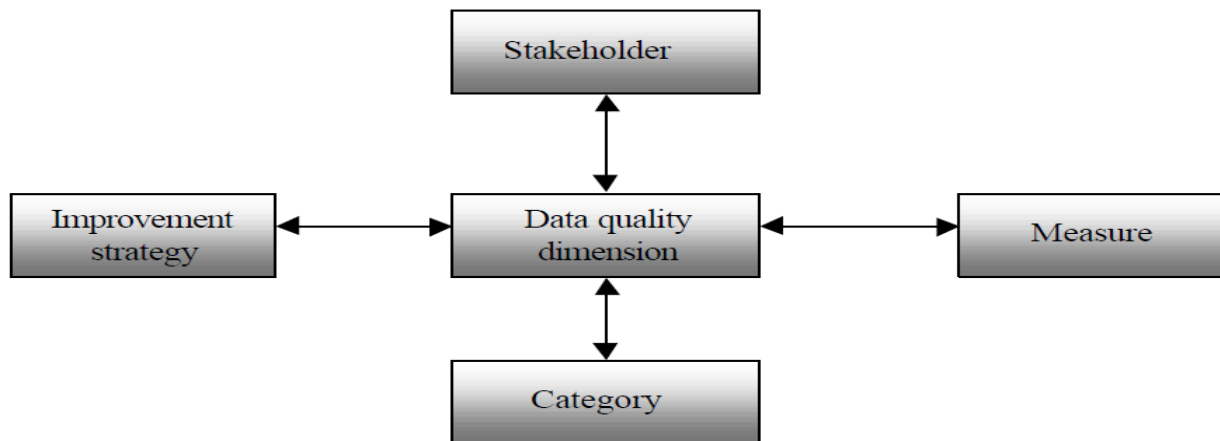 Stakeholder
Improvement
strategy
Data quality
dimension
Measure
Category